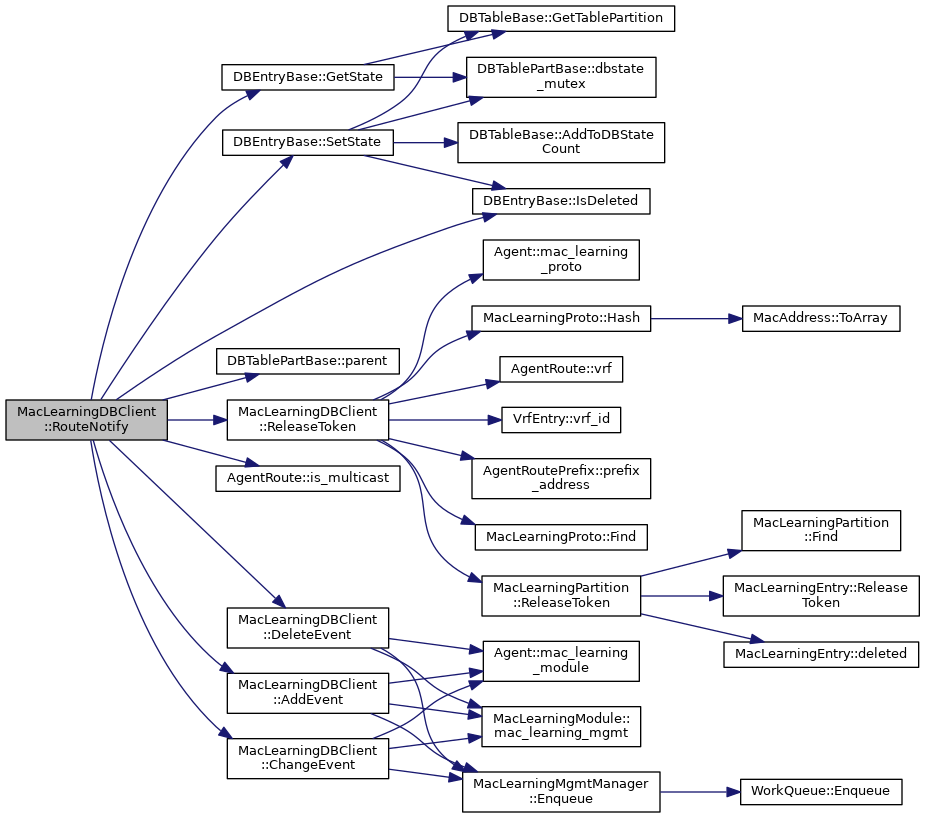 DBTableBase::GetTablePartition
DBEntryBase::GetState
DBTablePartBase::dbstate
_mutex
DBEntryBase::SetState
DBTableBase::AddToDBState
Count
DBEntryBase::IsDeleted
Agent::mac_learning
_proto
MacLearningProto::Hash
MacAddress::ToArray
DBTablePartBase::parent
AgentRoute::vrf
MacLearningDBClient
::RouteNotify
MacLearningDBClient
::ReleaseToken
VrfEntry::vrf_id
AgentRoute::is_multicast
AgentRoutePrefix::prefix
_address
MacLearningProto::Find
MacLearningPartition
::Find
MacLearningPartition
::ReleaseToken
MacLearningEntry::Release
Token
MacLearningDBClient
::DeleteEvent
Agent::mac_learning
_module
MacLearningEntry::deleted
MacLearningDBClient
::AddEvent
MacLearningModule::
mac_learning_mgmt
MacLearningDBClient
::ChangeEvent
MacLearningMgmtManager
::Enqueue
WorkQueue::Enqueue